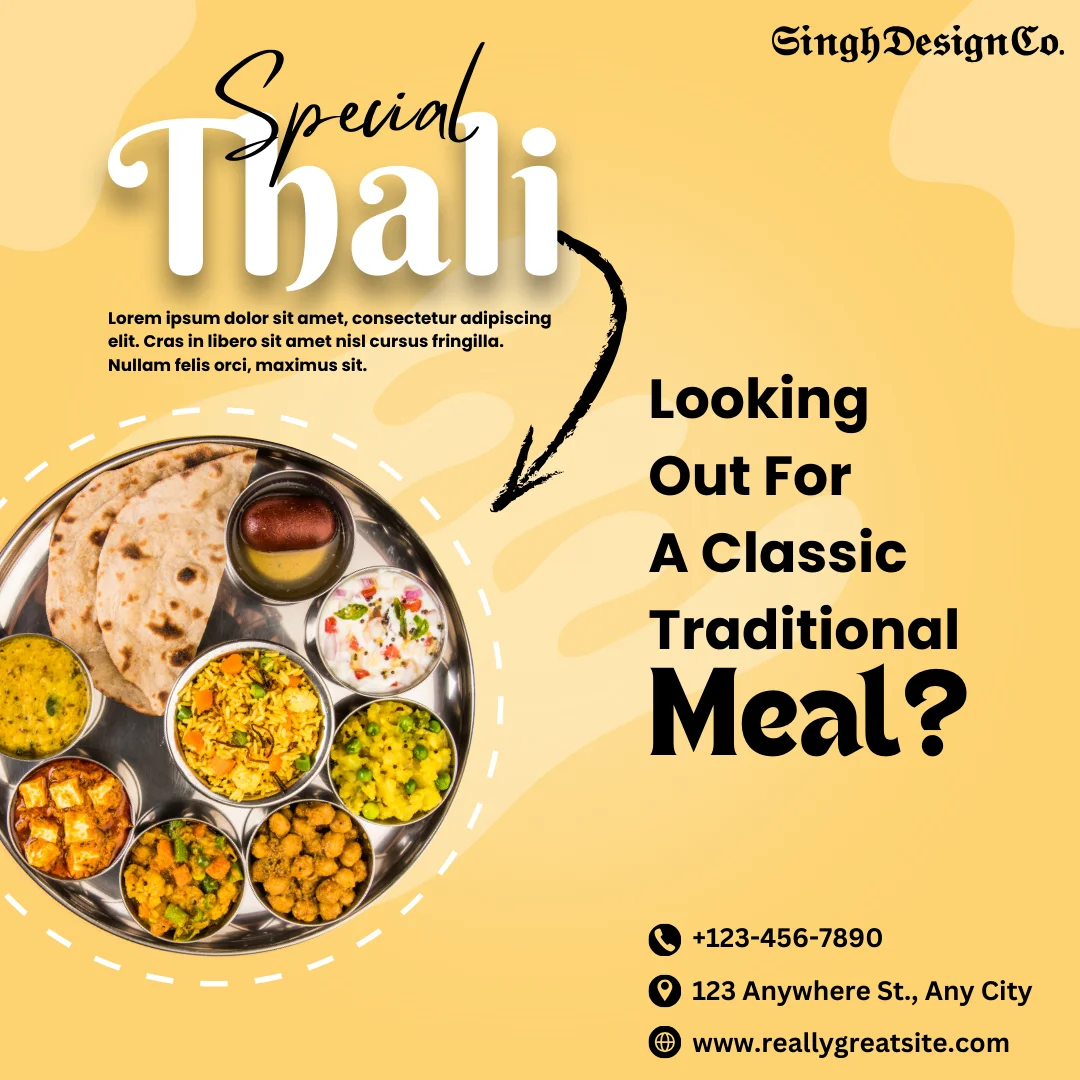 SinghDesignCo.
Special
Thali
Lorem ipsum dolor sit amet, consectetur adipiscing
elit. Cras in libero sit amet nisl cursus fringilla.
Nullam felis orci, maximus sit.
Looking
Out For
A Classic
Traditional
Meal?
+123-456-7890
123 Anywhere St., Any City
www.reallygreatsite.com